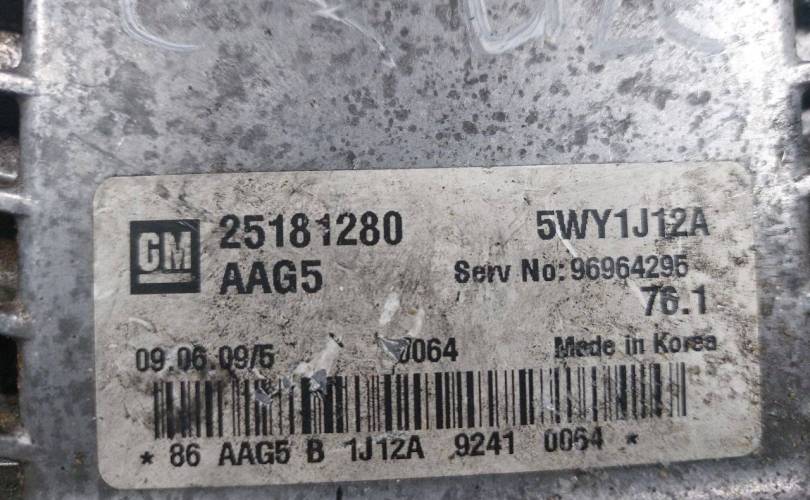 GM 25181280 5WY1J12A
AAG5 Serv No: 96964295
76.1
09.06.09/5 0064 Made in Korea
* 86 AAG5 B 1J12A 9241 0064 *